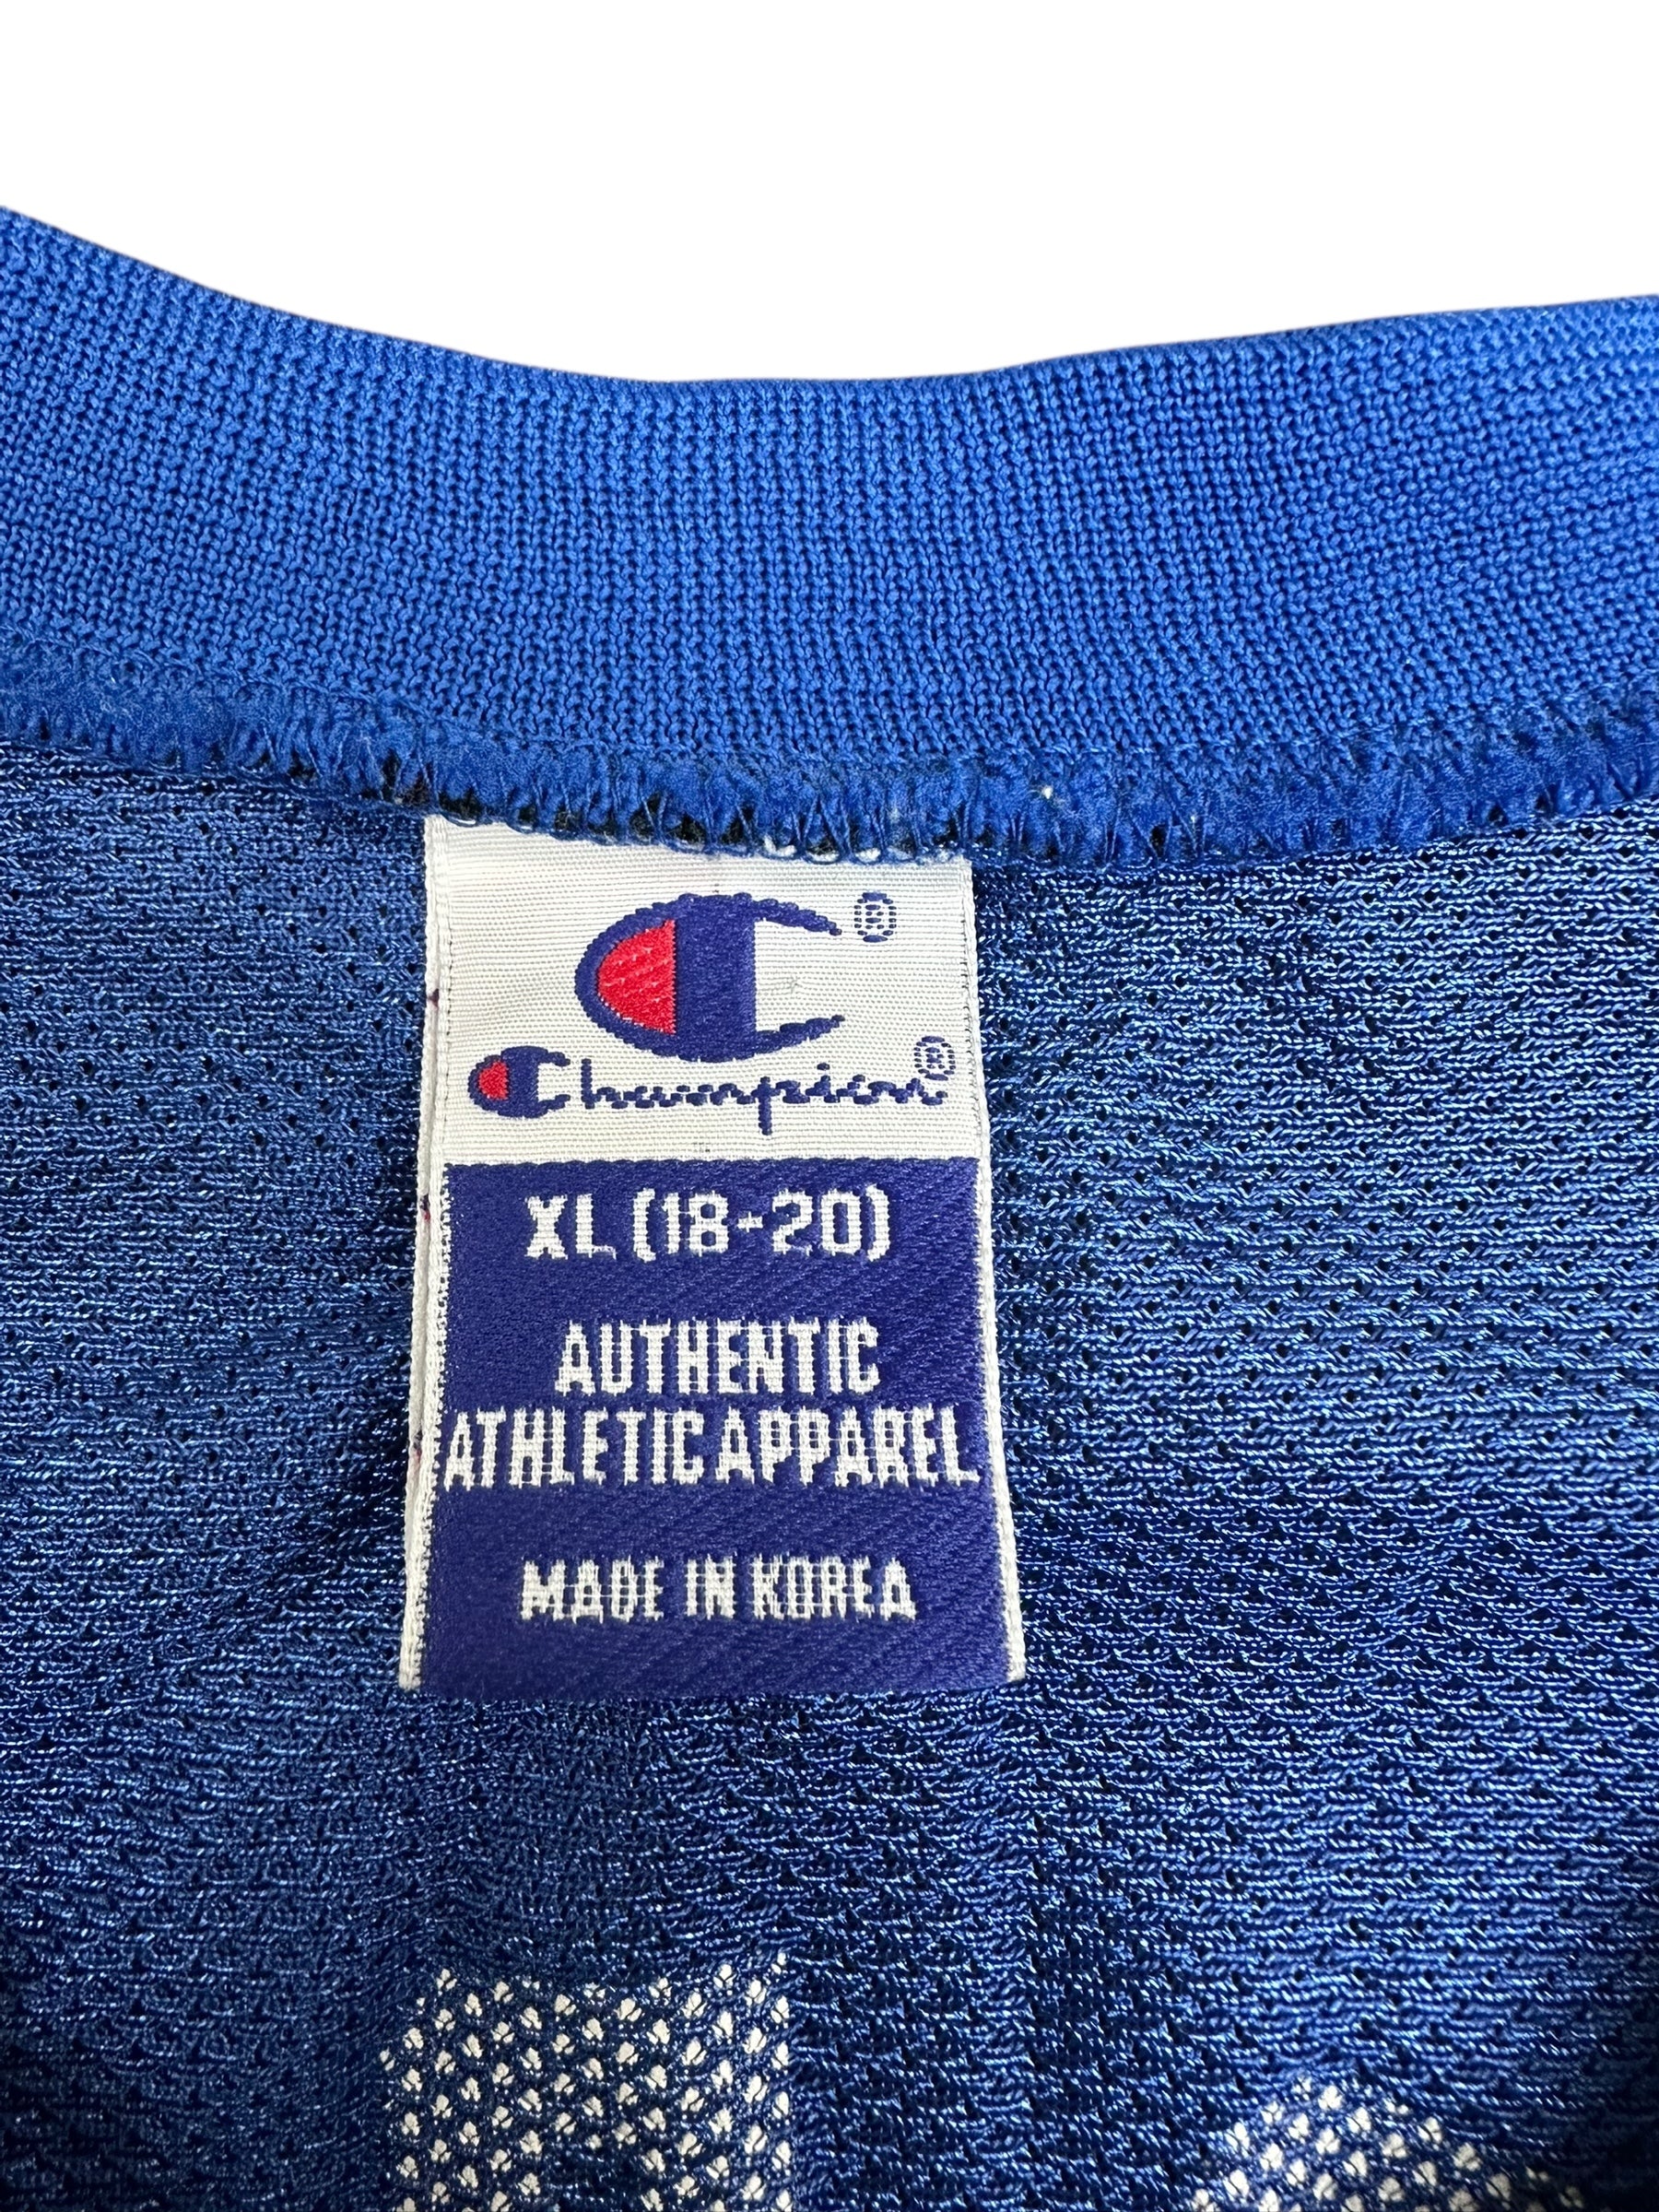 ®
Champion®
XL (18-20)
AUTHENTIC
ATHLETIC APPAREL
MADE IN KOREA